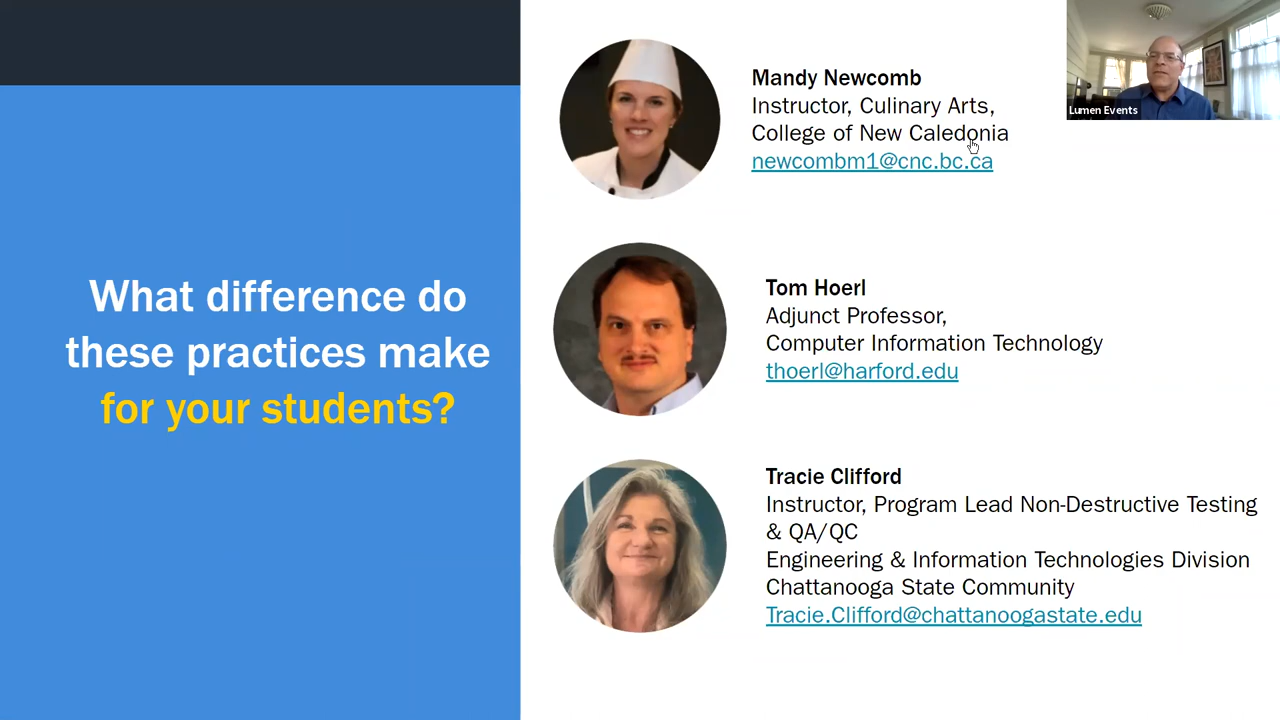 What difference do
these practices make
for your students?
Mandy Newcomb
Instructor, Culinary Arts,
College of New Caledonia
newcombm1@cnc.bc.ca
Tom Hoerl
Adjunct Professor,
Computer Information Technology
thoerl@harford.edu
Tracie Clifford
Instructor, Program Lead Non-Destructive Testing
& QA/QC
Engineering & Information Technologies Division
Chattanooga State Community
Tracie.Clifford@chattanoogastate.edu
Lumen Events